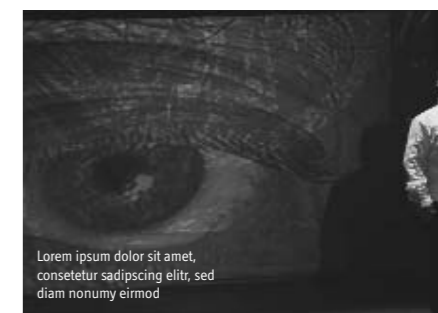 Lorem ipsum dolor sit amet,
consetetur sadipscing elitr, sed
diam nonumy eirmod